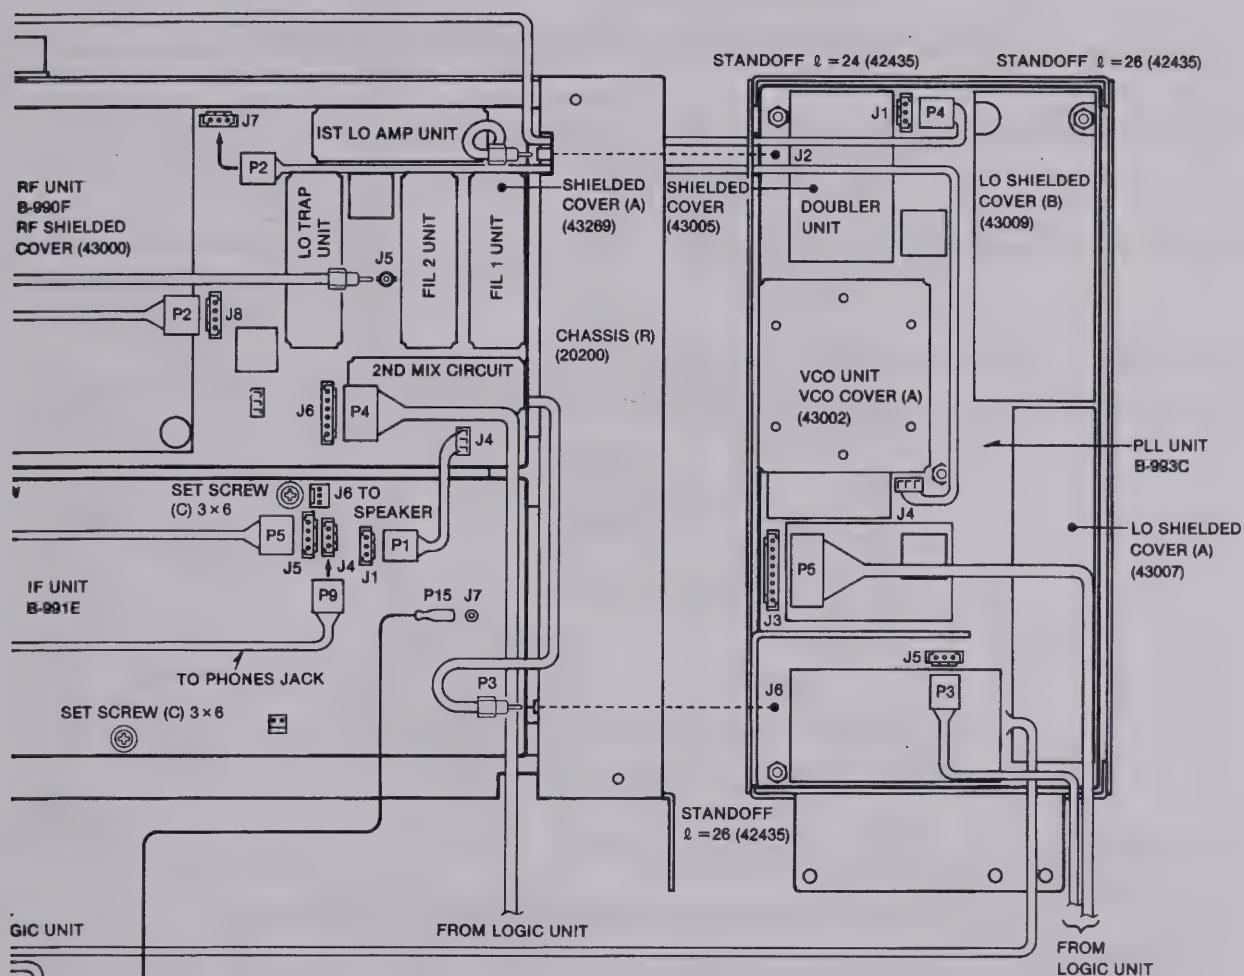 STANDOFF ℓ = 24 (42435)
STANDOFF ℓ = 26 (42435)
J7
IST LO AMP UNIT
J1
P4
P2
J2
RF UNIT
B-990F
RF SHIELDED
COVER (43000)
LO TRAP
UNIT
J5
FIL 2 UNIT
FIL 1 UNIT
SHIELDED
COVER (A)
(43269)
SHIELDED
COVER
(43005)
DOUBLER
UNIT
LO SHIELDED
COVER (B)
(43009)
P2
J8
CHASSIS (R)
(20200)
2ND MIX CIRCUIT
VCO UNIT
VCO COVER (A)
(43002)
J6
P4
J4
PLL UNIT
B-993C
SET SCREW
(C) 3 × 6
J6 TO
SPEAKER
J4
P5
J5
J4
J1
P1
LO SHIELDED
COVER (A)
(43007)
P5
J3
IF UNIT
B-991E
P9
P15
J7
TO PHONES JACK
J5
P3
J6
P3
SET SCREW (C) 3 × 6
STANDOFF
ℓ = 26 (42435)
GIC UNIT
FROM LOGIC UNIT
FROM
LOGIC UNIT